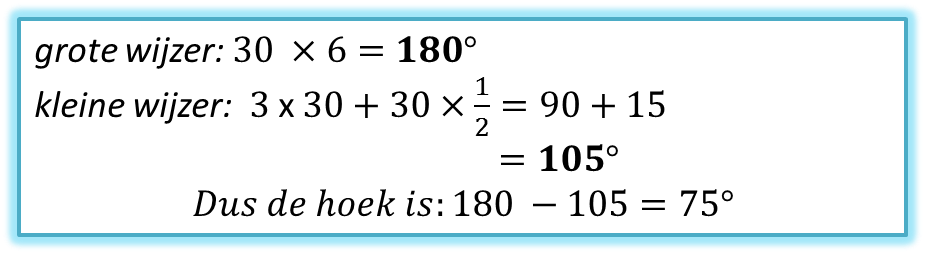 grote wijzer: 30 × 6 = 180°
kleine wijzer: 3 x 30 + 30 × 1/2 = 90 + 15
= 105°
Dus de hoek is: 180 − 105 = 75°